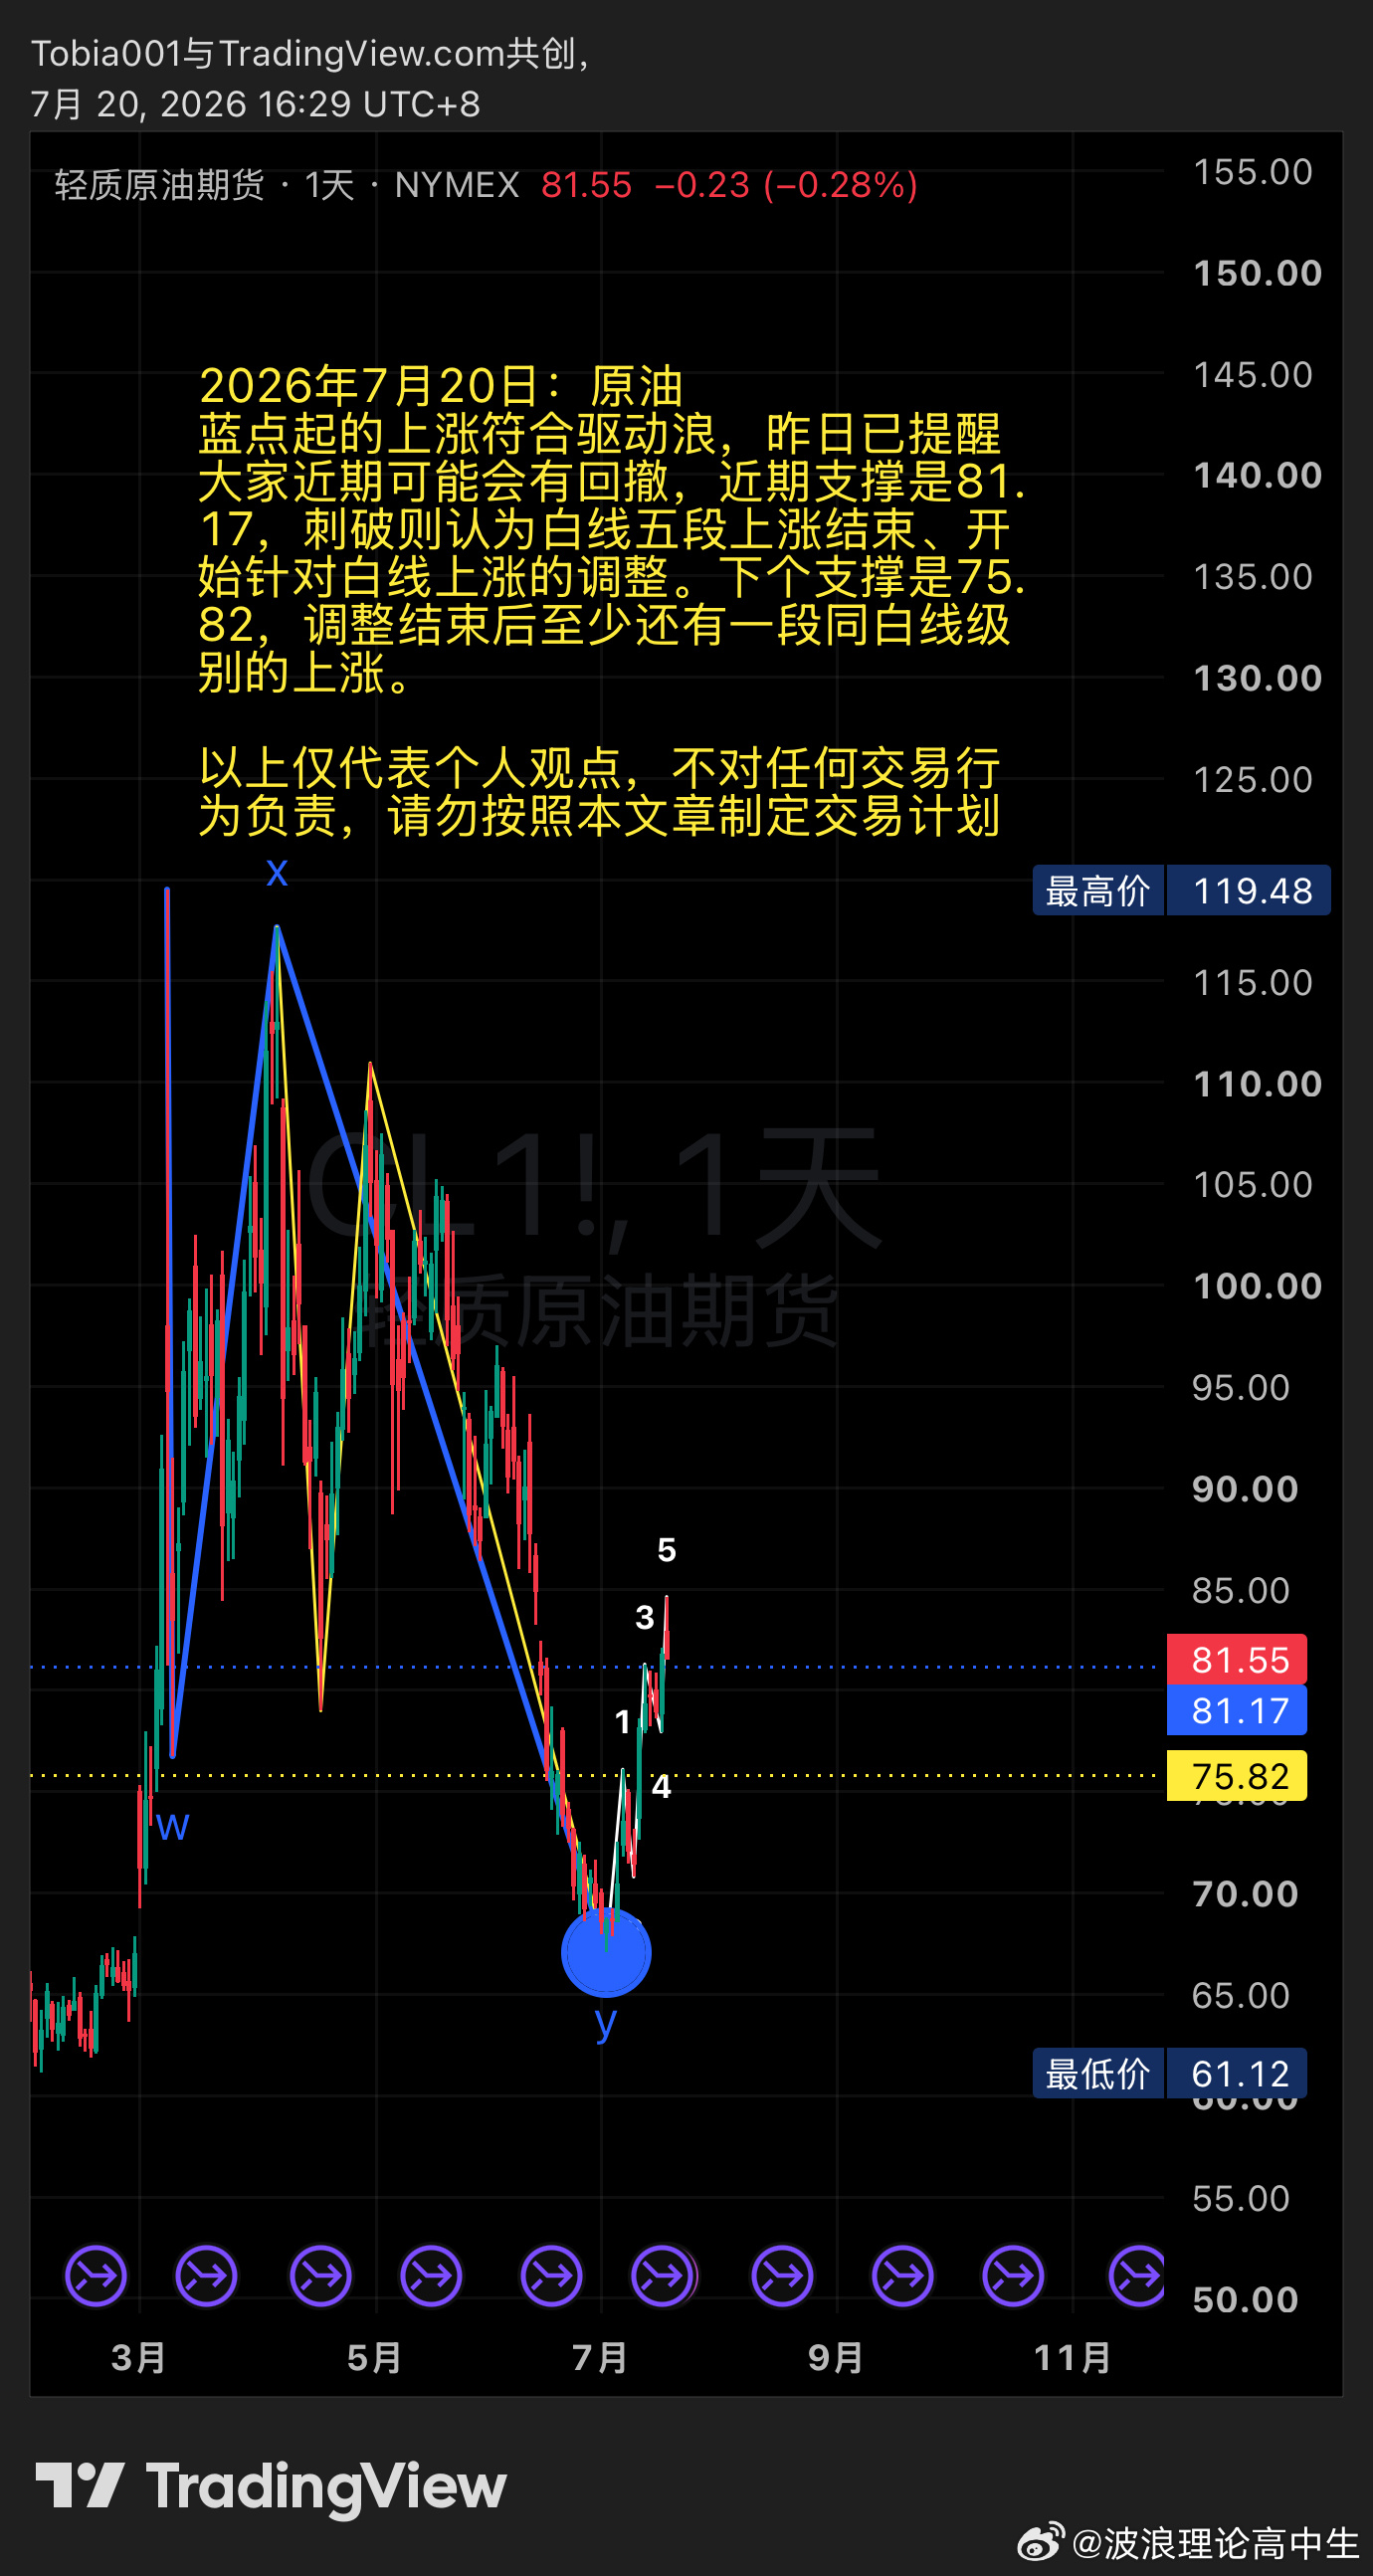 Tobia001与TradingView.com共创,
7月 20, 2026 16:29 UTC+8
轻质原油期货 · 1天 · NYMEX 81.55 −0.23 (−0.28%)
155.00
150.00
145.00
140.00
135.00
130.00
125.00
2026年7月20日：原油
蓝点起的上涨符合驱动浪，昨日已提醒
大家近期可能会有回撤，近期支撑是81.
17，刺破则认为白线五段上涨结束、开
始针对白线上涨的调整。下个支撑是75.
82，调整结束后至少还有一段同白线级
别的上涨。
以上仅代表个人观点，不对任何交易行
为负责，请勿按照本文章制定交易计划
x
最高价 119.48
115.00
110.00
CL1!, 1天
105.00
轻质原油期货
100.00
95.00
90.00
5
85.00
3
81.55
1
81.17
4
75.82
75.00
w
70.00
65.00
y
最低价 61.12
60.00
55.00
50.00
3月 5月 7月 9月 11月
TradingView
@波浪理论高中生